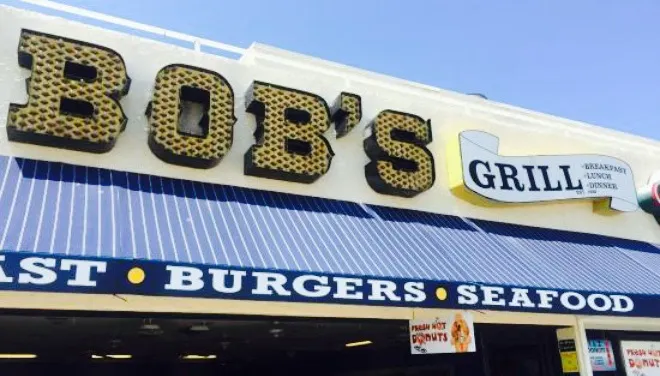 BOB'S
GRILL
-BREAKFAST
-LUNCH
-DINNER
AST • BURGERS • SEAFOOD
FRESH HOT
DONUTS